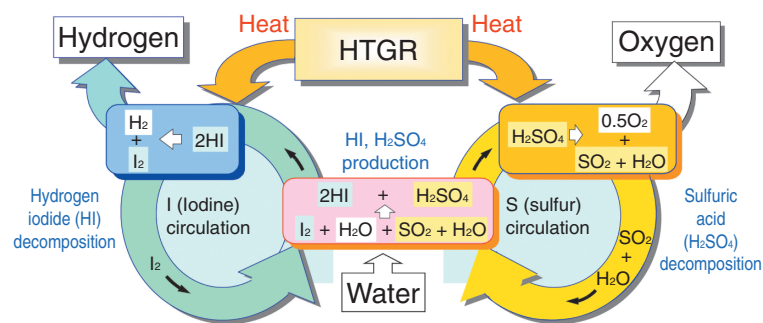 Hydrogen
Heat
HTGR
Heat
Oxygen
H₂
+
I₂
2HI
HI, H₂SO₄
production
H₂SO₄
0.5O₂
+
SO₂ + H₂O
Hydrogen
iodide (HI)
decomposition
I (Iodine)
circulation
2HI + H₂SO₄
I₂ + H₂O + SO₂ + H₂O
S (sulfur)
circulation
Sulfuric
acid
(H₂SO₄)
decomposition
I₂
SO₂
+
H₂O
Water